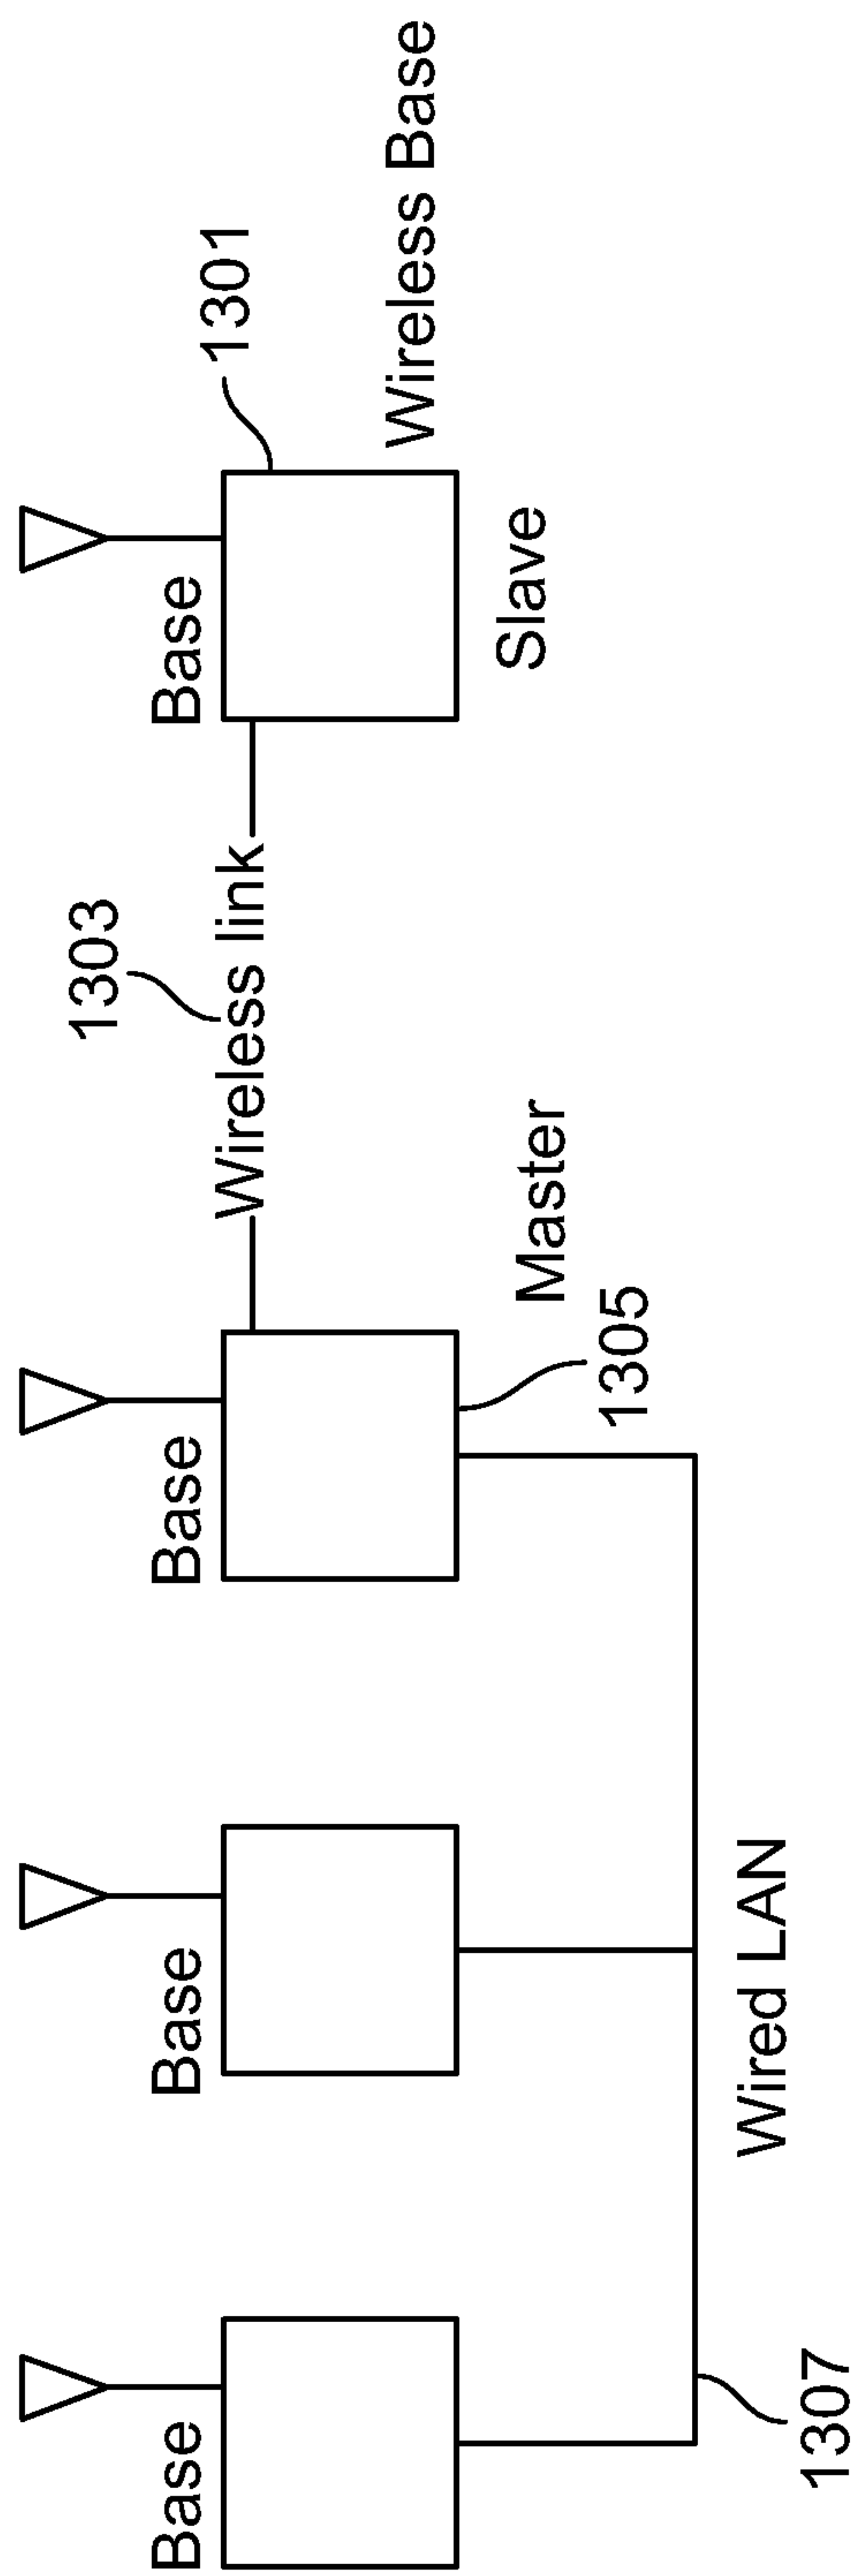 1303
1301
Base
Base
Base
Base
Wireless link
Wireless Base
Master
Slave
1305
Wired LAN
1307